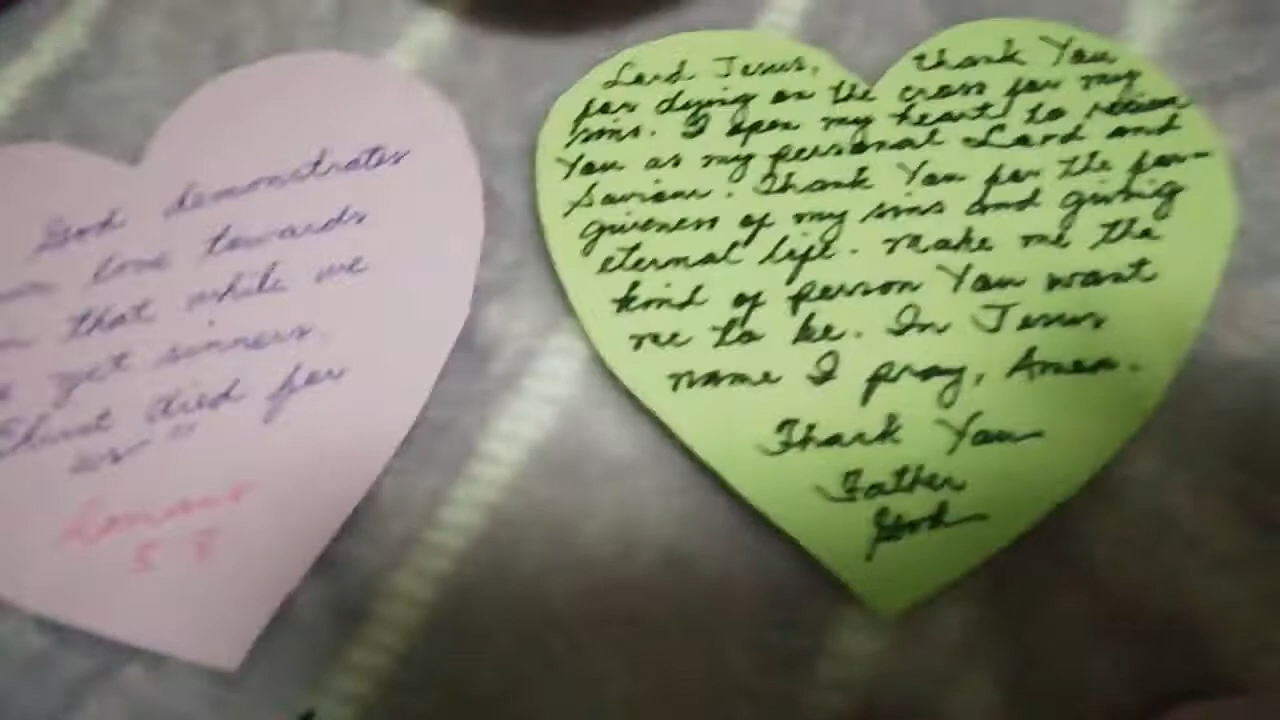 God demonstrates
love towards
that while we
yet sinners,
Christ died for
us"
Romans
5 8
Lord Jesus, Thank You
for dying on the cross for my
sins. I open my heart to receive
You as my personal Lord and
Saviour. Thank You for the for-
giveness of my sins and giving
eternal life. Make me the
kind of person You want
me to be. In Jesus
name I pray, Amen.
Thank You
Father
God